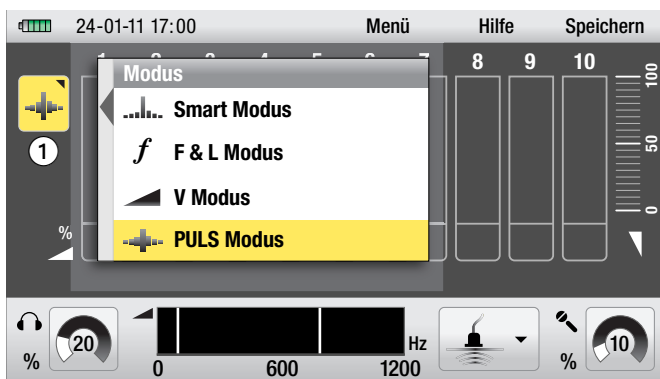 24-01-11 17:00 Menü Hilfe Speichern
8 9 10
Modus
Smart Modus
f F & L Modus
V Modus
PULS Modus
1
%
100
50
0
20
%
Hz
0 600 1200
10
%